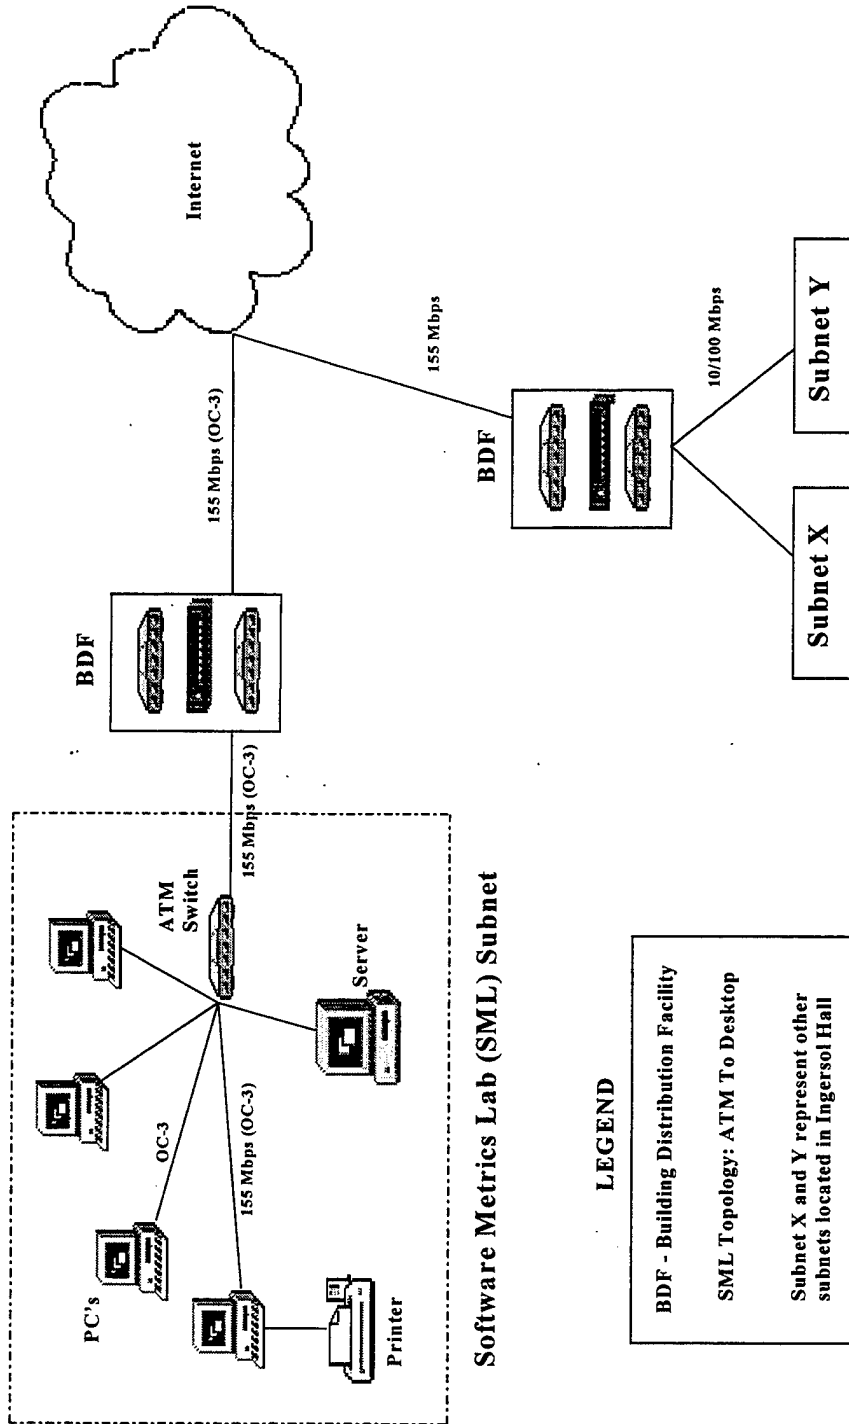 Internet
155 Mbps (OC-3)
155 Mbps
BDF
BDF
10/100 Mbps
Subnet X
Subnet Y
155 Mbps (OC-3)
ATM
Switch
Server
OC-3
155 Mbps (OC-3)
PC's
Printer
Software Metrics Lab (SML) Subnet
LEGEND
BDF - Building Distribution Facility
SML Topology: ATM To Desktop
Subnet X and Y represent other
subnets located in Ingersol Hall